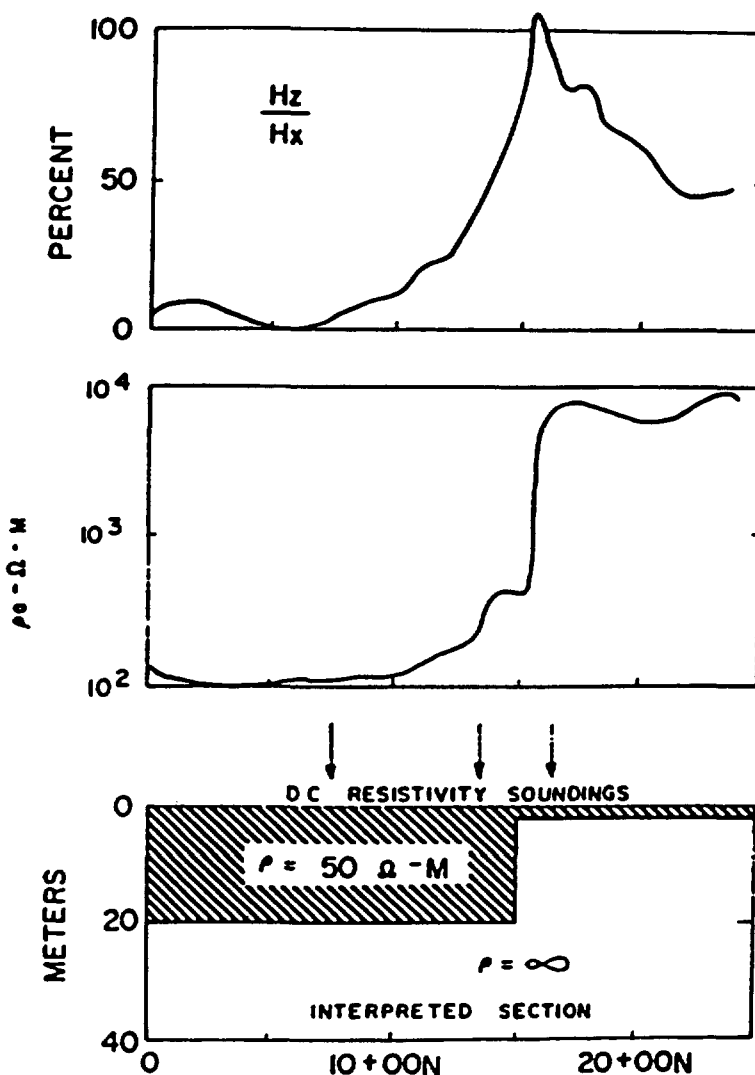 100
50
0
PERCENT
Hz
Hx
10⁴
10³
10²
ρa - Ω · M
DC RESISTIVITY SOUNDINGS
0
20
40
METERS
ρ = 50 Ω-M
ρ = ∞
INTERPRETED SECTION
0 10+00N 20+00N